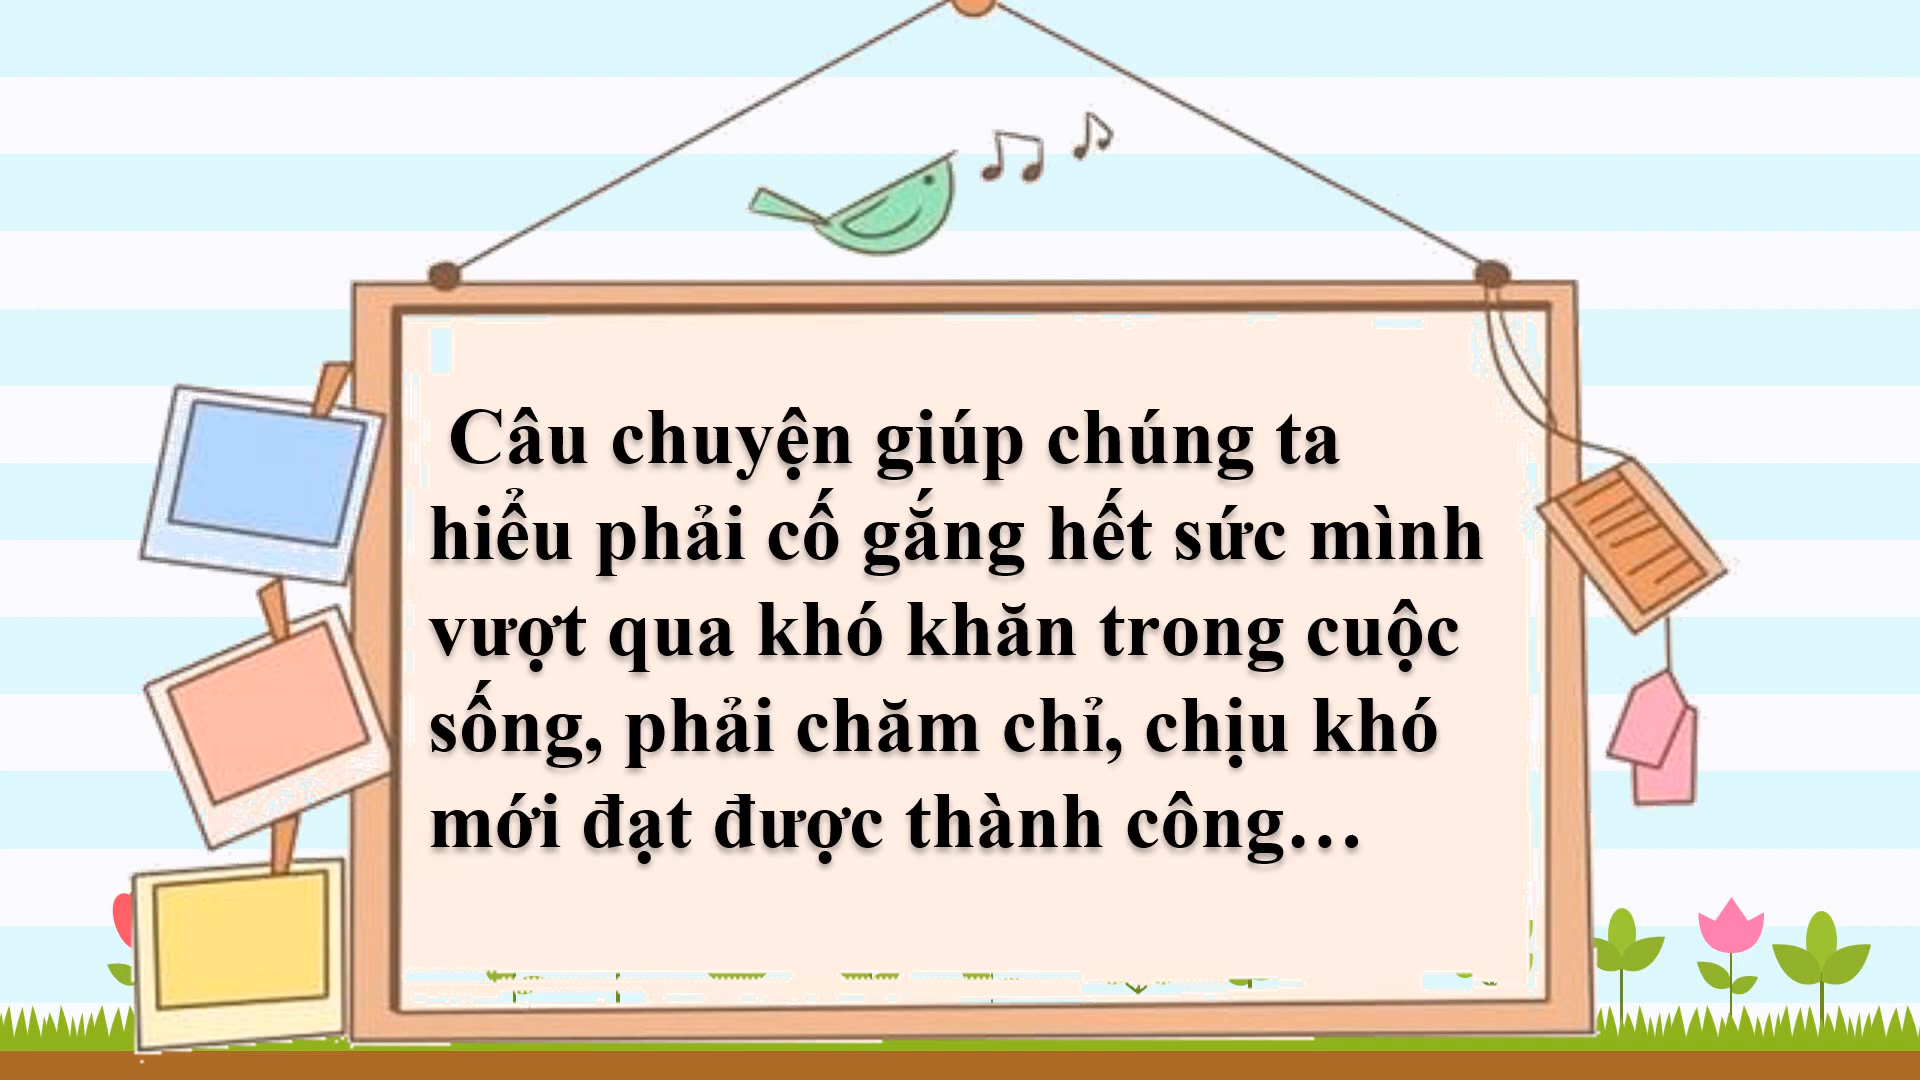 Câu chuyện giúp chúng ta
hiểu phải cố gắng hết sức mình
vượt qua khó khăn trong cuộc
sống, phải chăm chỉ, chịu khó
mới đạt được thành công…